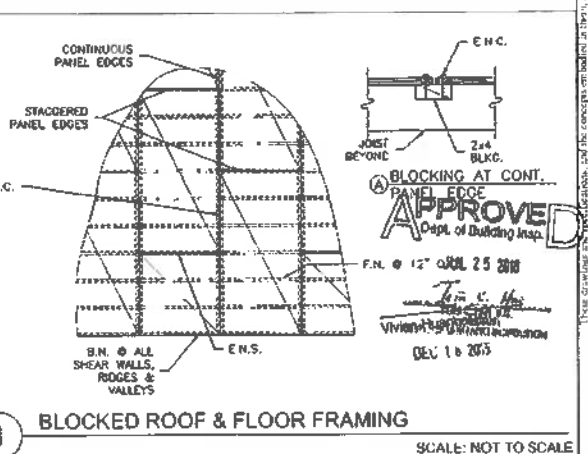 CONTINUOUS
PANEL EDGES
STAGGERED
PANEL EDGES
E.N.C.
JOIST
BEYOND
2x4
BLKG.
A BLOCKING AT CONT.
PANEL EDGE
APPROVED
Dept. of Building Insp.
F.N. @ 12"
JUL 25
B.N. @ ALL
SHEAR WALLS,
RIDGES &
VALLEYS
E.N.S.
DEC 16
BLOCKED ROOF & FLOOR FRAMING
SCALE: NOT TO SCALE